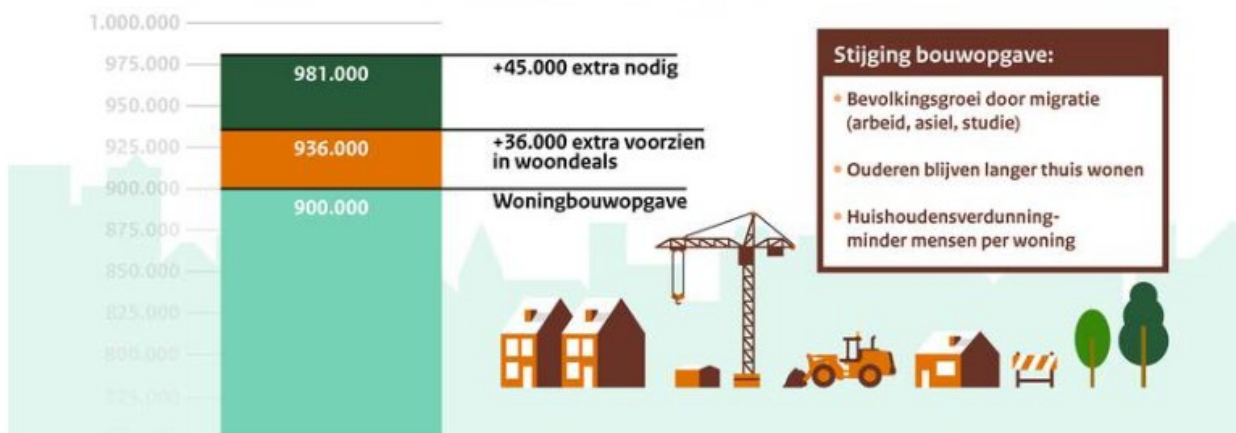 1.000.000
975.000
950.000
925.000
900.000
875.000
850.000
825.000
800.000
725.000
981.000
936.000
900.000
+45.000 extra nodig
+36.000 extra voorzien
in woondeals
Woningbouwopgave
Stijging bouwopgave:
• Bevolkingsgroei door migratie
(arbeid, asiel, studie)
• Ouderen blijven langer thuis wonen
• Huishoudensverdunning-
minder mensen per woning